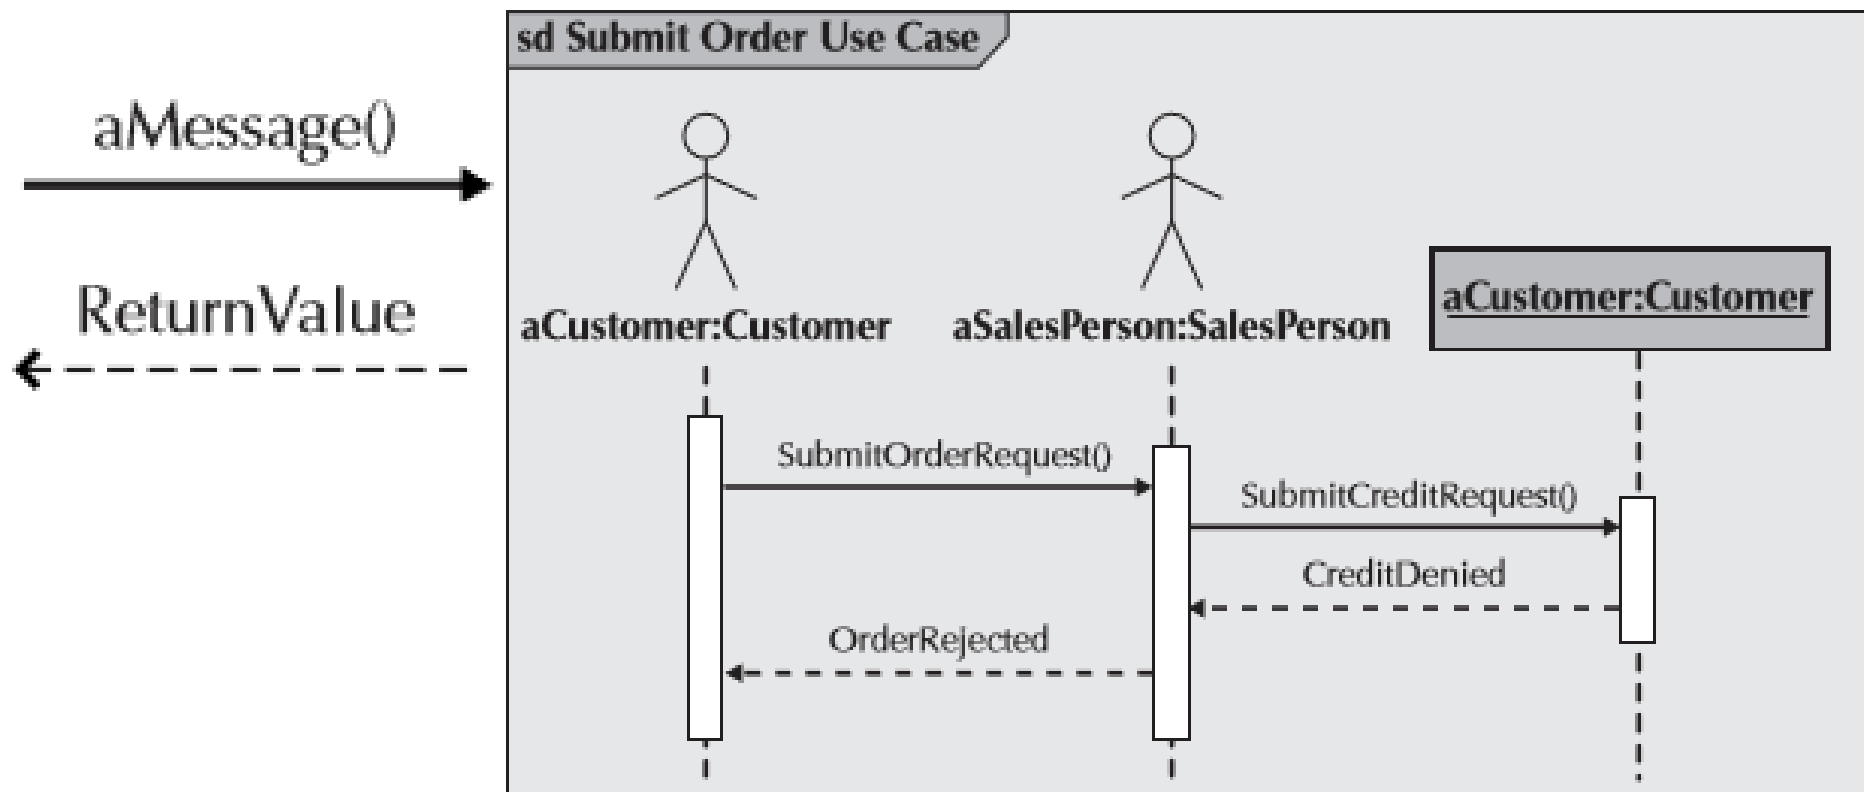 aMessage()
ReturnValue
sd Submit Order Use Case
aCustomer:Customer
aSalesPerson:SalesPerson
aCustomer:Customer
SubmitOrderRequest()
SubmitCreditRequest()
CreditDenied
OrderRejected